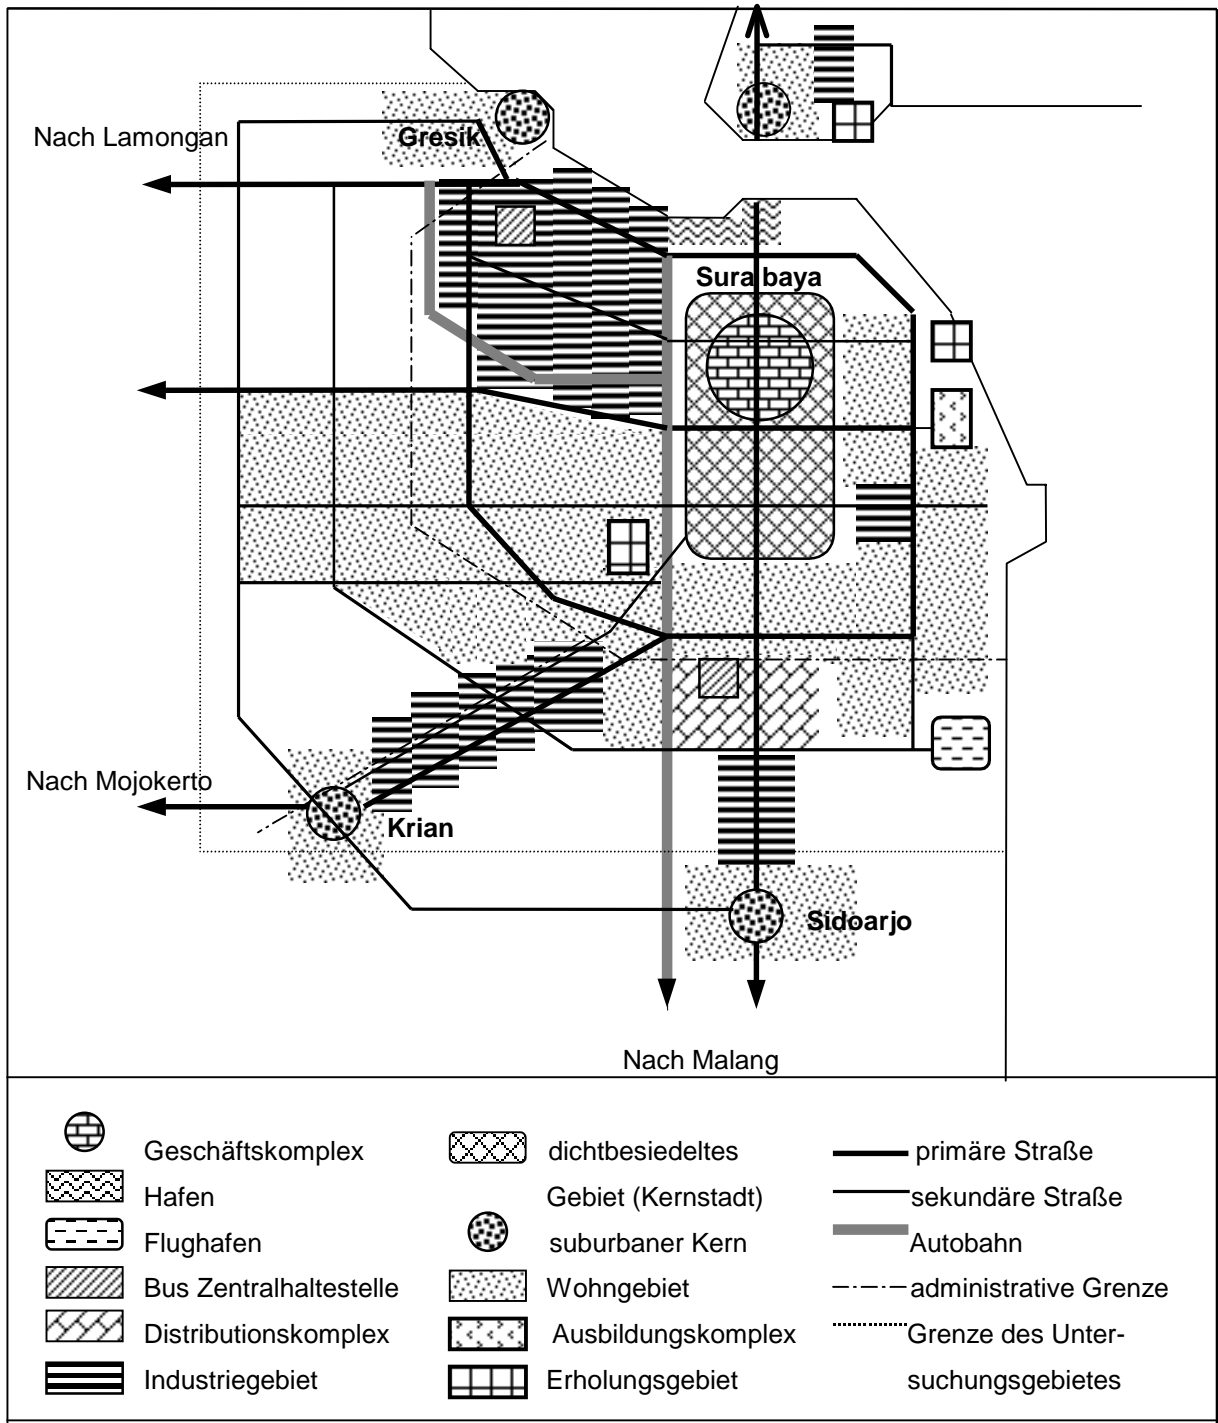 Nach Lamongan
Gresik
Surabaya
Nach Mojokerto
Krian
Sidoarjo
Nach Malang
Geschäftskomplex
Hafen
Flughafen
Bus Zentralhaltestelle
Distributionskomplex
Industriegebiet
dichtbesiedeltes
Gebiet (Kernstadt)
suburbaner Kern
Wohngebiet
Ausbildungskomplex
Erholungsgebiet
primäre Straße
sekundäre Straße
Autobahn
administrative Grenze
Grenze des Unter-
suchungsgebietes